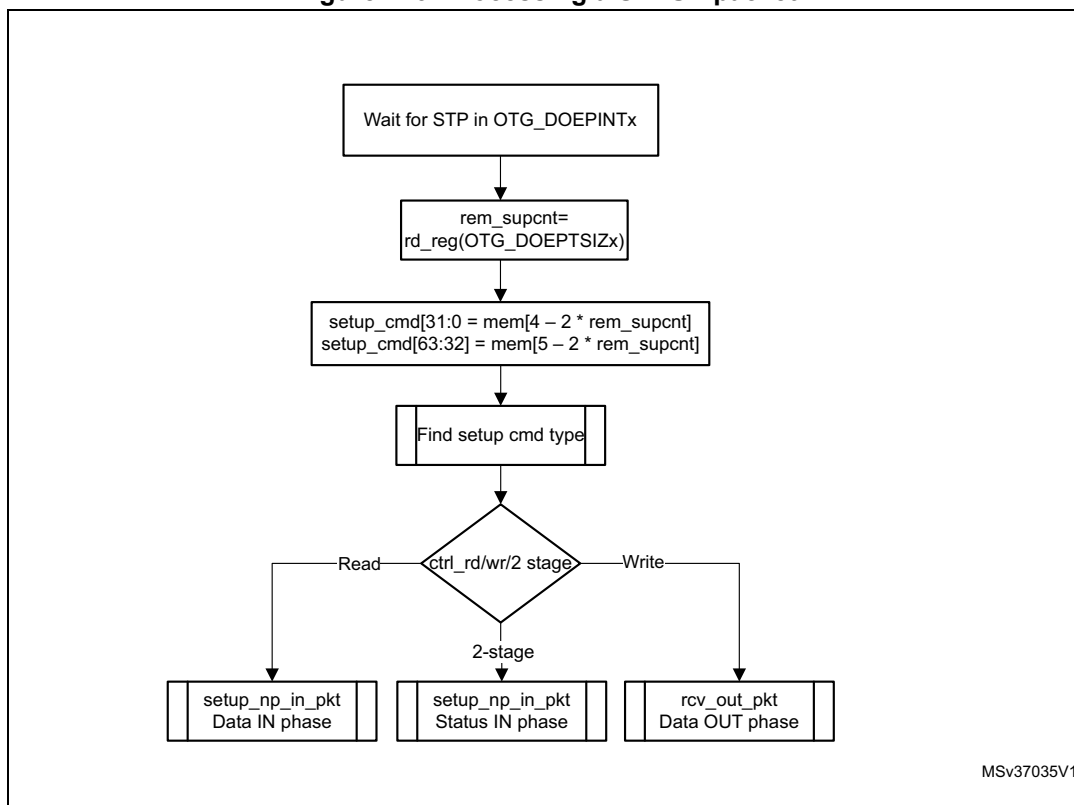 Wait for STP in OTG_DOEPINTx
rem_supcnt=
rd_reg(OTG_DOEPTSIZx)
setup_cmd[31:0 = mem[4 – 2 * rem_supcnt]
setup_cmd[63:32] = mem[5 – 2 * rem_supcnt]
Find setup cmd type
Read
ctrl_rd/wr/2 stage
Write
2-stage
setup_np_in_pkt
Data IN phase
setup_np_in_pkt
Status IN phase
rcv_out_pkt
Data OUT phase
MSv37035V1